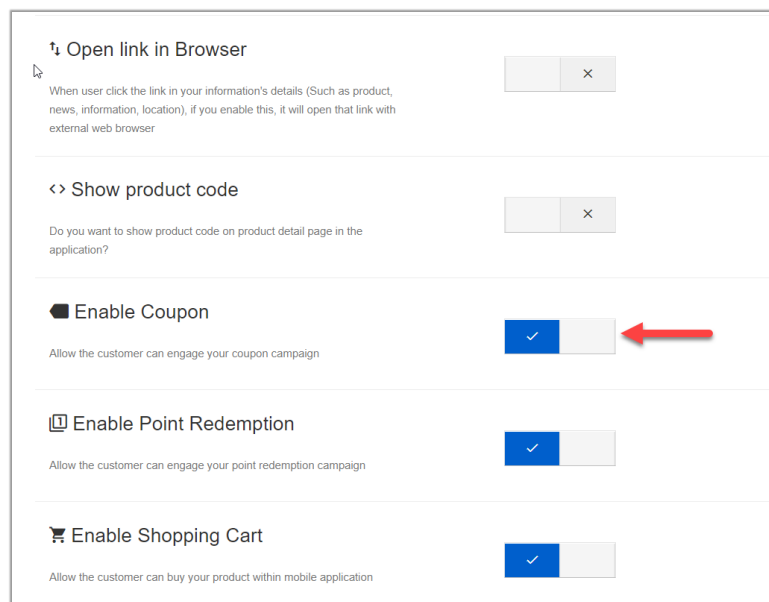 Open link in Browser
When user click the link in your information's details (Such as product,
news, information, location), if you enable this, it will open that link with
external web browser
Show product code
Do you want to show product code on product detail page in the
application?
Enable Coupon
Allow the customer can engage your coupon campaign
1 Enable Point Redemption
Allow the customer can engage your point redemption campaign
Enable Shopping Cart
Allow the customer can buy your product within mobile application